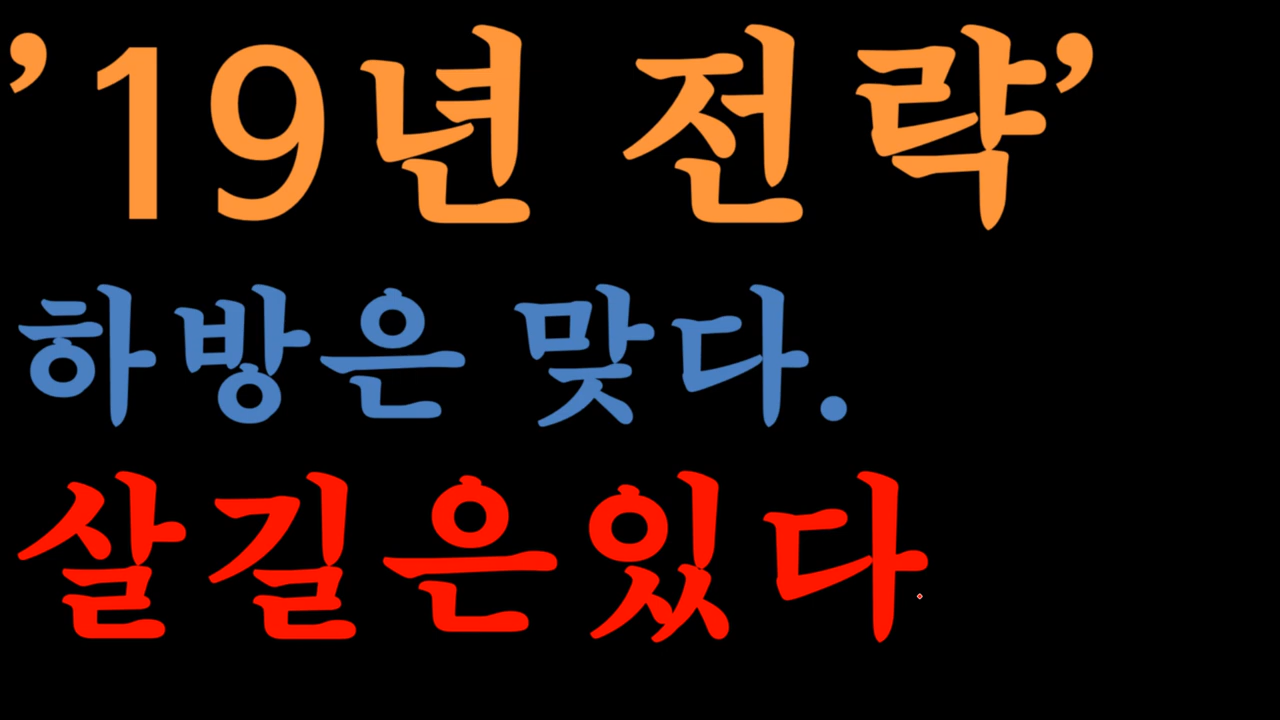 ’19년 전략’
하방은 맞다.
살길은있다